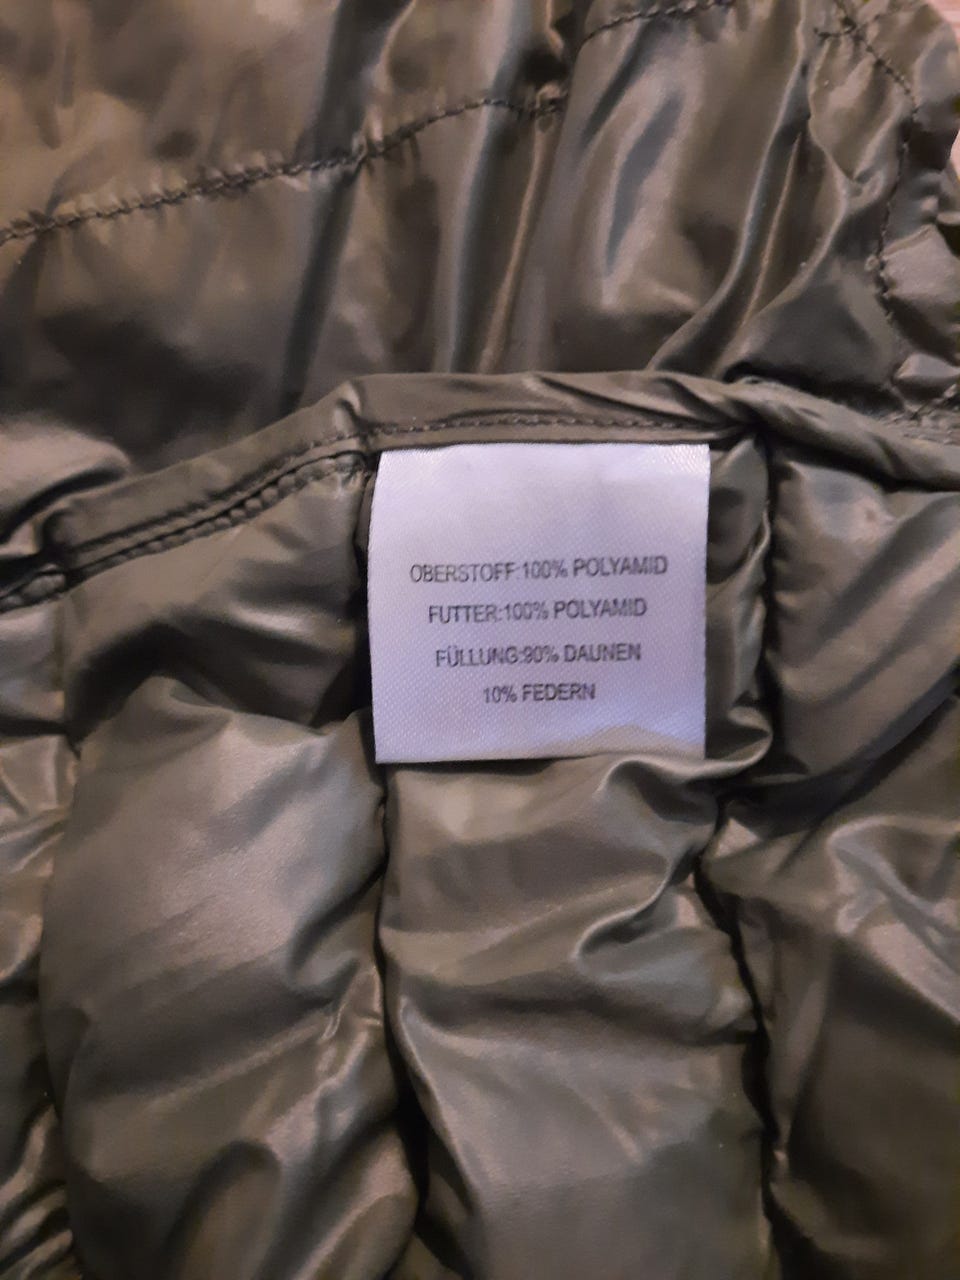 OBERSTOFF:100% POLYAMID
FUTTER:100% POLYAMID
FÜLLUNG:90% DAUNEN
10% FEDERN